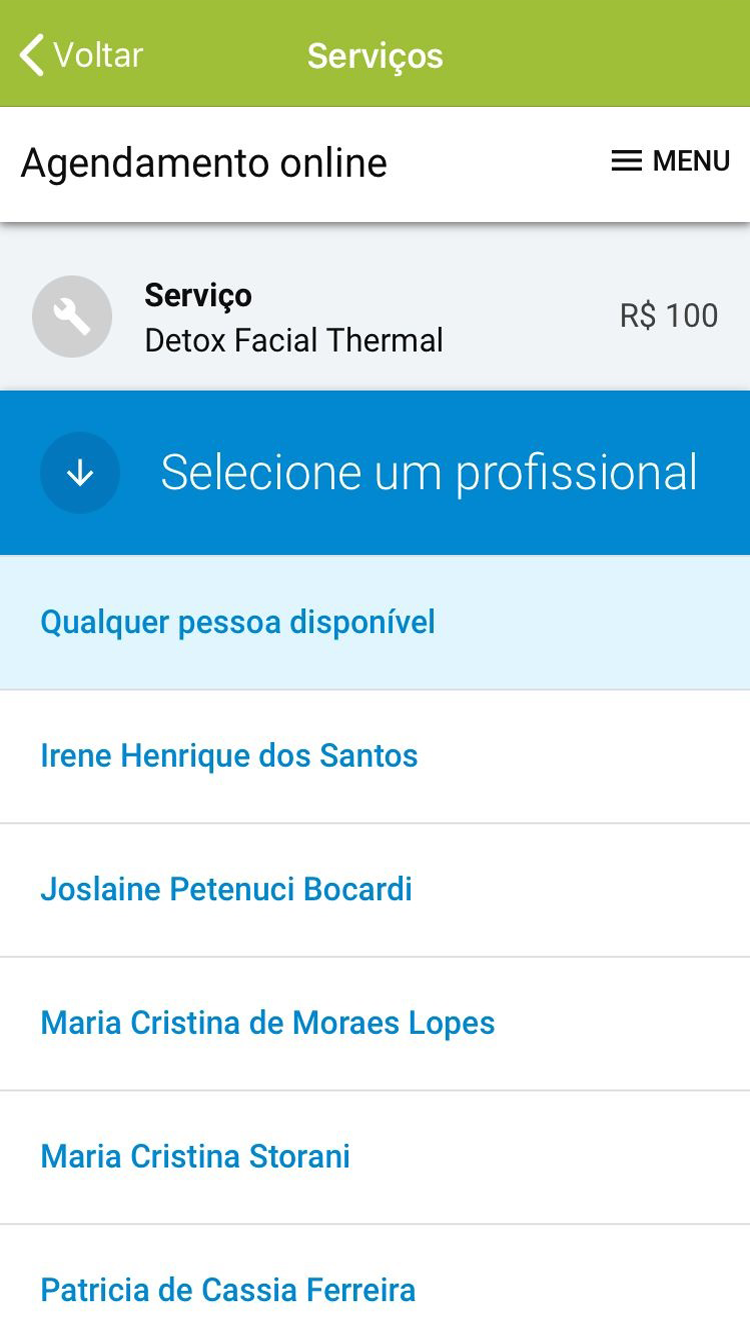 Voltar
Serviços
Agendamento online
MENU
Serviço
Detox Facial Thermal
R$ 100
Selecione um profissional
Qualquer pessoa disponível
Irene Henrique dos Santos
Joslaine Petenuci Bocardi
Maria Cristina de Moraes Lopes
Maria Cristina Storani
Patricia de Cassia Ferreira